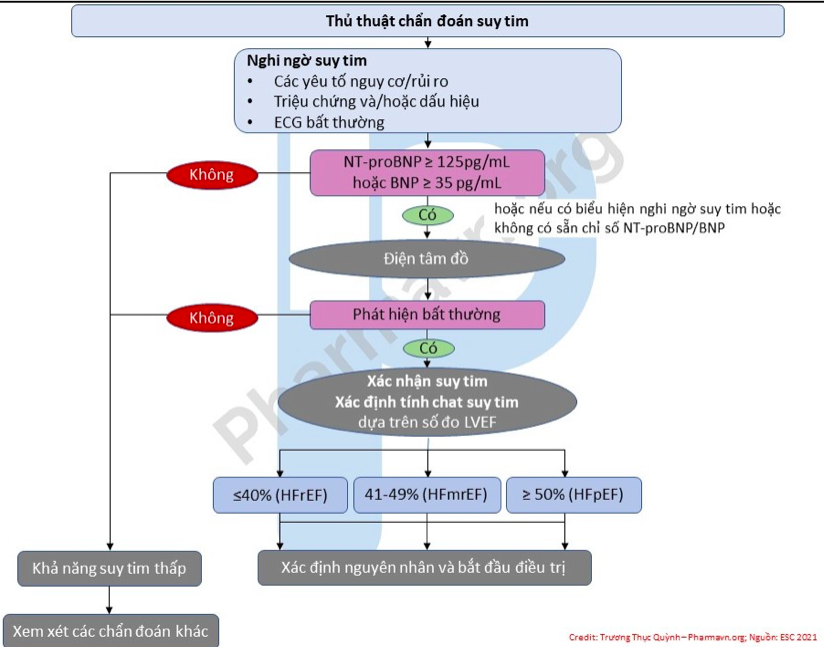 Thủ thuật chẩn đoán suy tim
Nghi ngờ suy tim
• Các yêu tố nguy cơ/rủi ro
• Triệu chứng và/hoặc dấu hiệu
• ECG bất thường
NT-proBNP ≥ 125pg/mL
hoặc BNP ≥ 35 pg/mL
Không
Có
hoặc nếu có biểu hiện nghi ngờ suy tim hoặc
không có sẵn chỉ số NT-proBNP/BNP
Điện tâm đồ
Không
Phát hiện bất thường
Có
Xác nhận suy tim
Xác định tính chat suy tim
dựa trên số đo LVEF
≤40% (HFrEF)
41-49% (HFmrEF)
≥ 50% (HFpEF)
Khả năng suy tim thấp
Xác định nguyên nhân và bắt đầu điều trị
Xem xét các chẩn đoán khác
Credit: Trương Thục Quỳnh – Pharmavn.org; Nguồn: ESC 2021
Pharmavn.org